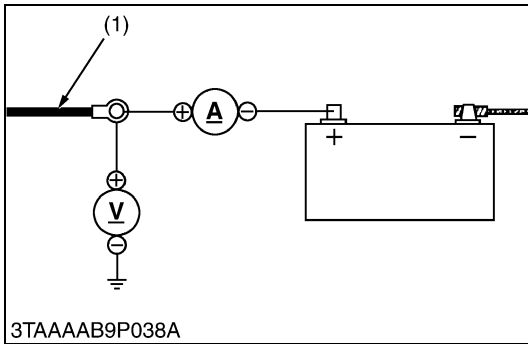 (1)
+ A −
+ −
+
V
−
3TAAAAB9P038A